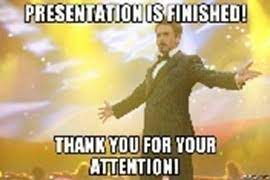 PRESENTATION IS FINISHED!
THANK YOU FOR YOUR
ATTENTION!